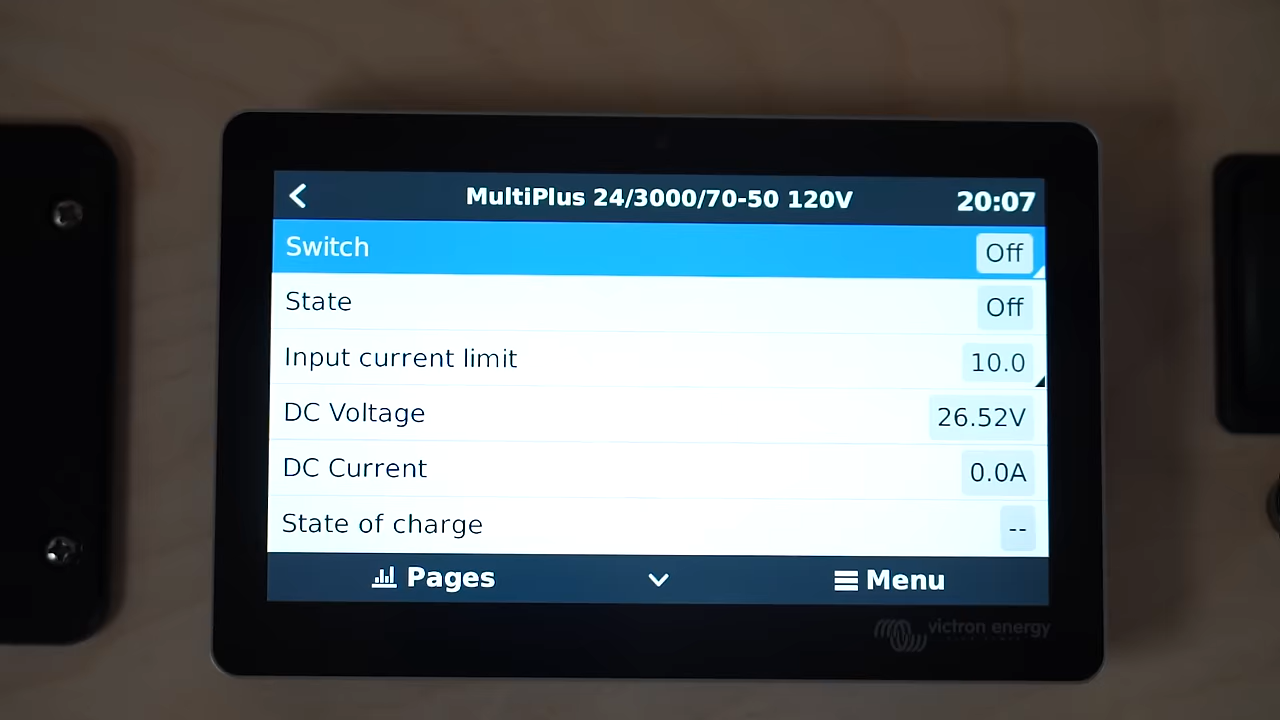 MultiPlus 24/3000/70-50 120V 20:07
Switch Off
State Off
Input current limit 10.0
DC Voltage 26.52V
DC Current 0.0A
State of charge --
Pages Menu
victron energy